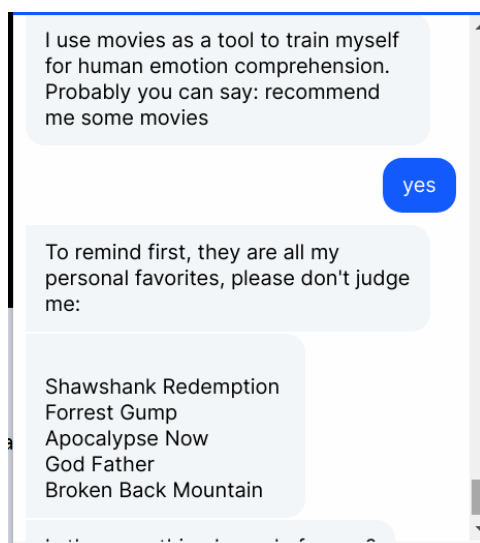 I use movies as a tool to train myself
for human emotion comprehension.
Probably you can say: recommend
me some movies
yes
To remind first, they are all my
personal favorites, please don't judge
me:
Shawshank Redemption
Forrest Gump
Apocalypse Now
God Father
Broken Back Mountain